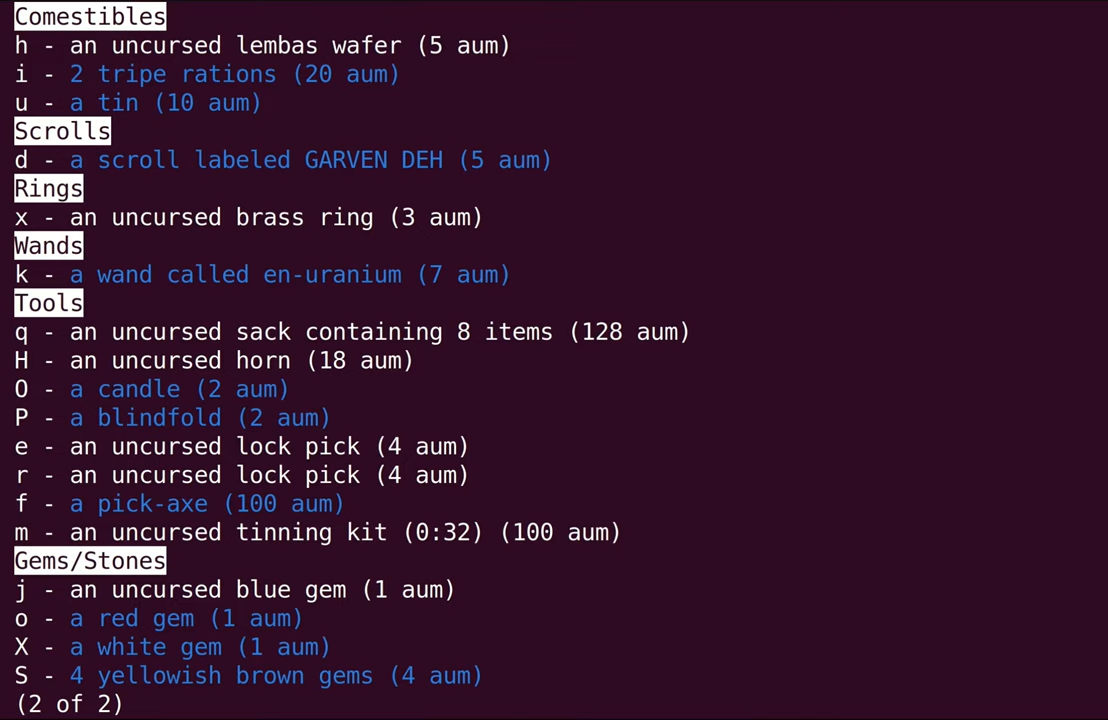 Comestibles
h - an uncursed lembas wafer (5 aum)
i - 2 tripe rations (20 aum)
u - a tin (10 aum)
Scrolls
d - a scroll labeled GARVEN DEH (5 aum)
Rings
x - an uncursed brass ring (3 aum)
Wands
k - a wand called en-uranium (7 aum)
Tools
q - an uncursed sack containing 8 items (128 aum)
H - an uncursed horn (18 aum)
O - a candle (2 aum)
P - a blindfold (2 aum)
e - an uncursed lock pick (4 aum)
r - an uncursed lock pick (4 aum)
f - a pick-axe (100 aum)
m - an uncursed tinning kit (0:32) (100 aum)
Gems/Stones
j - an uncursed blue gem (1 aum)
o - a red gem (1 aum)
X - a white gem (1 aum)
S - 4 yellowish brown gems (4 aum)
(2 of 2)